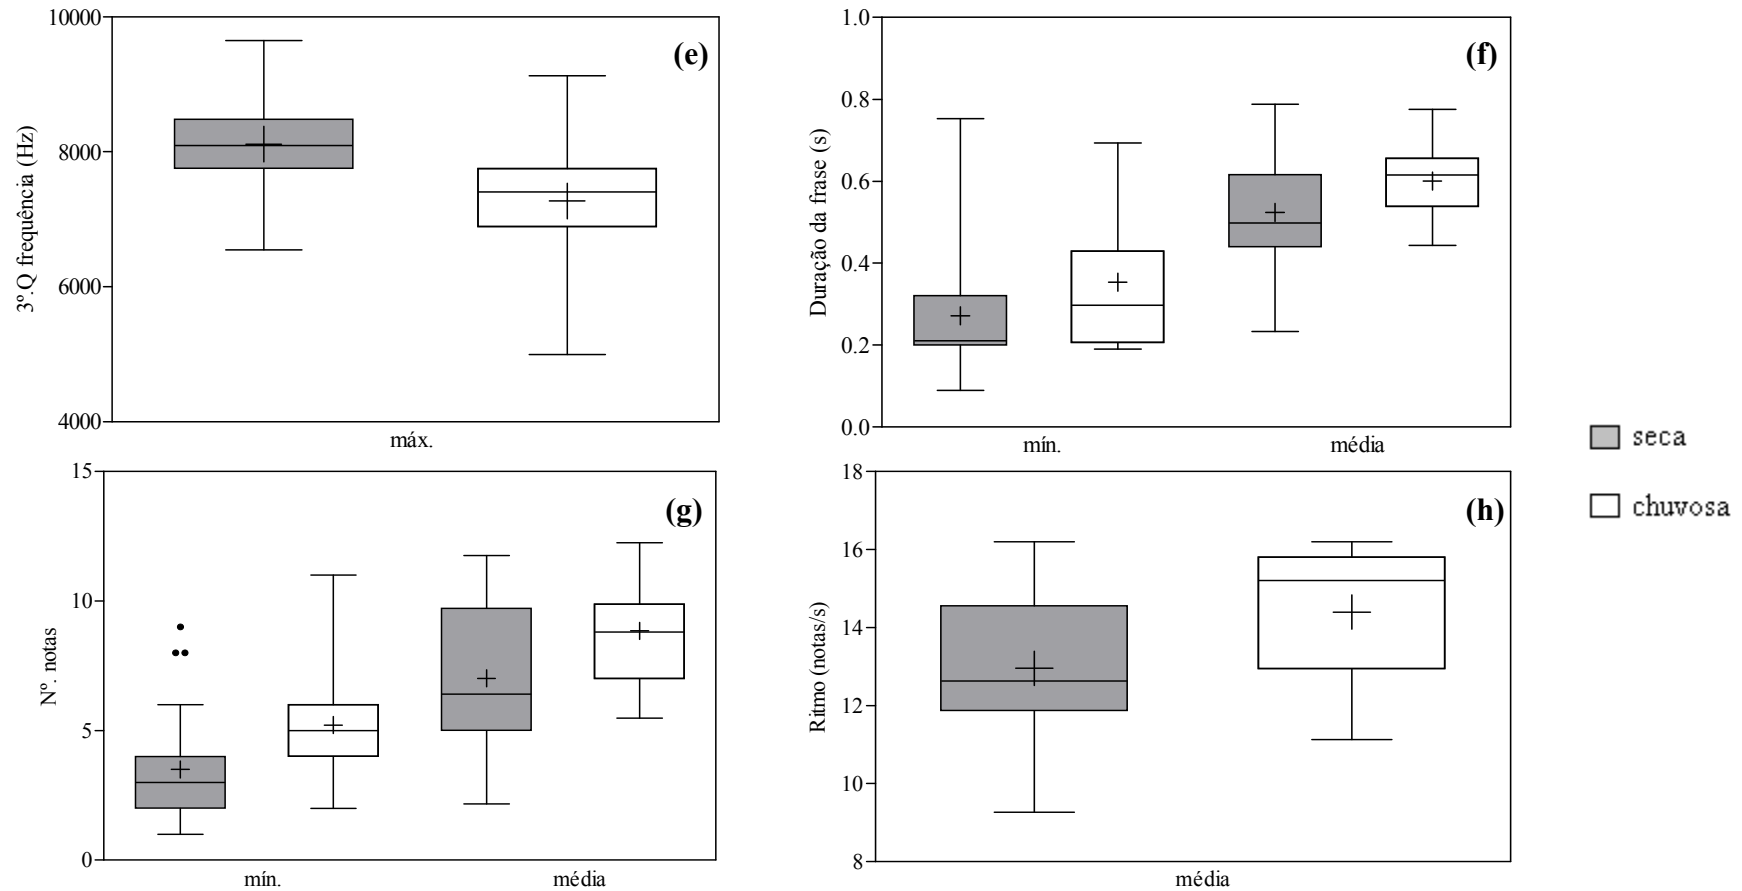 (e)
10000
8000
6000
4000
3º.Q frequência (Hz)
máx.
(f)
1.0
0.8
0.6
0.4
0.2
0.0
Duração da frase (s)
mín.
média
seca
chuvosa
(g)
15
10
5
0
Nº. notas
mín.
média
(h)
18
16
14
12
10
8
Ritmo (notas/s)
média